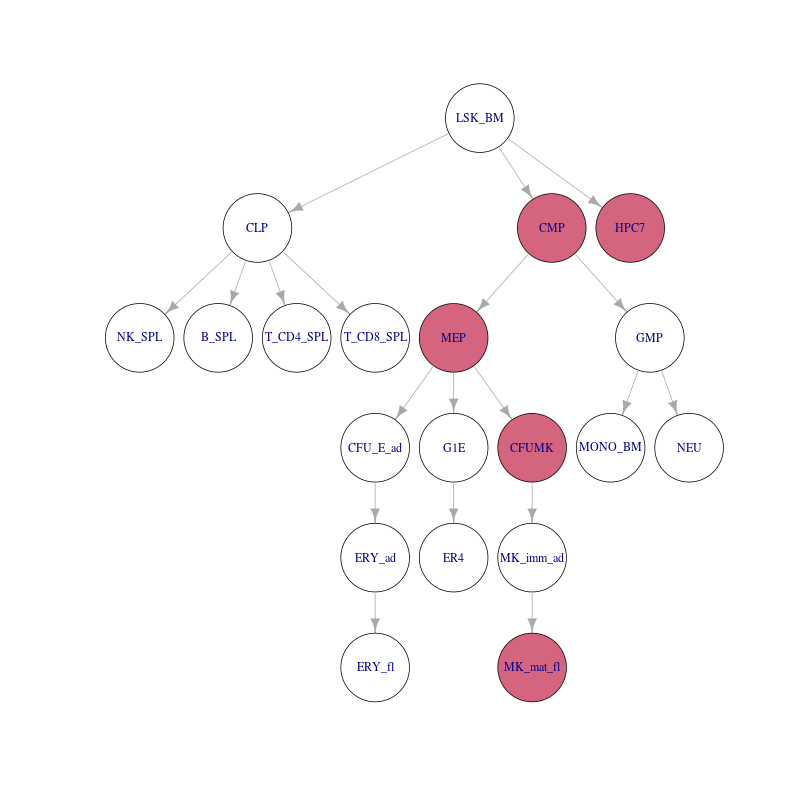 LSK_BM
CLP
CMP
HPC7
NK_SPL
B_SPL
T_CD4_SPL
T_CD8_SPL
MEP
GMP
CFU_E_ad
G1E
CFUMK
MONO_BM
NEU
ERY_ad
ER4
MK_imm_ad
ERY_fl
MK_mat_fl